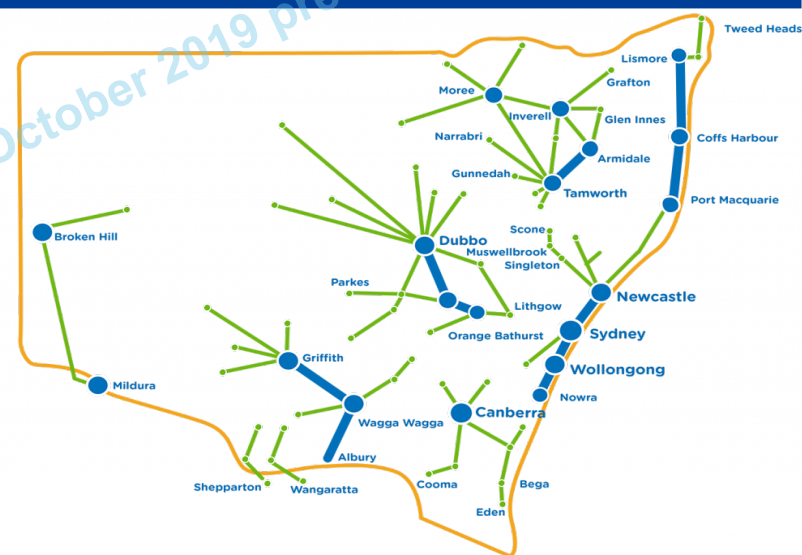 October 2019 pr
Tweed Heads
Lismore
Grafton
Moree
Inverell
Glen Innes
Narrabri
Coffs Harbour
Armidale
Gunnedah
Tamworth
Port Macquarie
Scone
Broken Hill
Dubbo
Muswellbrook
Singleton
Parkes
Newcastle
Lithgow
Orange Bathurst
Sydney
Griffith
Wollongong
Mildura
Nowra
Canberra
Wagga Wagga
Albury
Shepparton
Wangaratta
Cooma
Bega
Eden